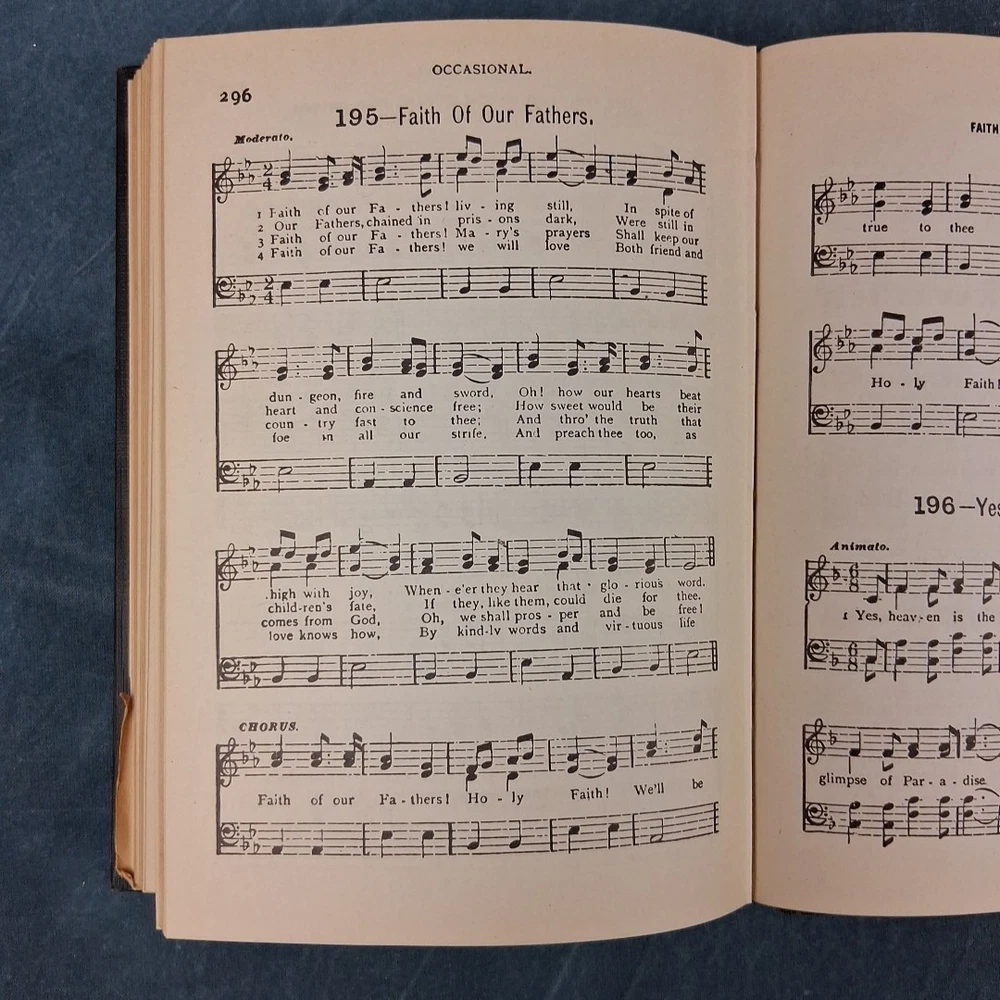 OCCASIONAL.
296
195—Faith Of Our Fathers.
Moderato.
1 Faith of our Fa - thers! liv - ing still, In spite of
2 Our Fathers, chained in pris - ons dark, Were still in
3 Faith of our Fa - thers! Ma - ry's prayers Shall keep our
4 Faith of our Fa - thers! we will love Both friend and
dun - geon, fire and sword, Oh! how our hearts beat
heart and con - science free; How sweet would be their
coun - try fast to thee; And thro' the truth that
foe in all our strife, And preach thee too, as
high with joy, When - e'er they hear that glo - rious word.
child-ren's fate, If they, like them, could die for thee.
comes from God, Oh, we shall pros - per and be free!
love knows how, By kind-ly words and vir - tuous life
CHORUS.
Faith of our Fa - thers! Ho - ly Faith! We'll be
FAITH
true to thee
Ho - ly Faith!
196—Yes
Animato.
1 Yes, heav - en is the
glimpse of Par - a - dise